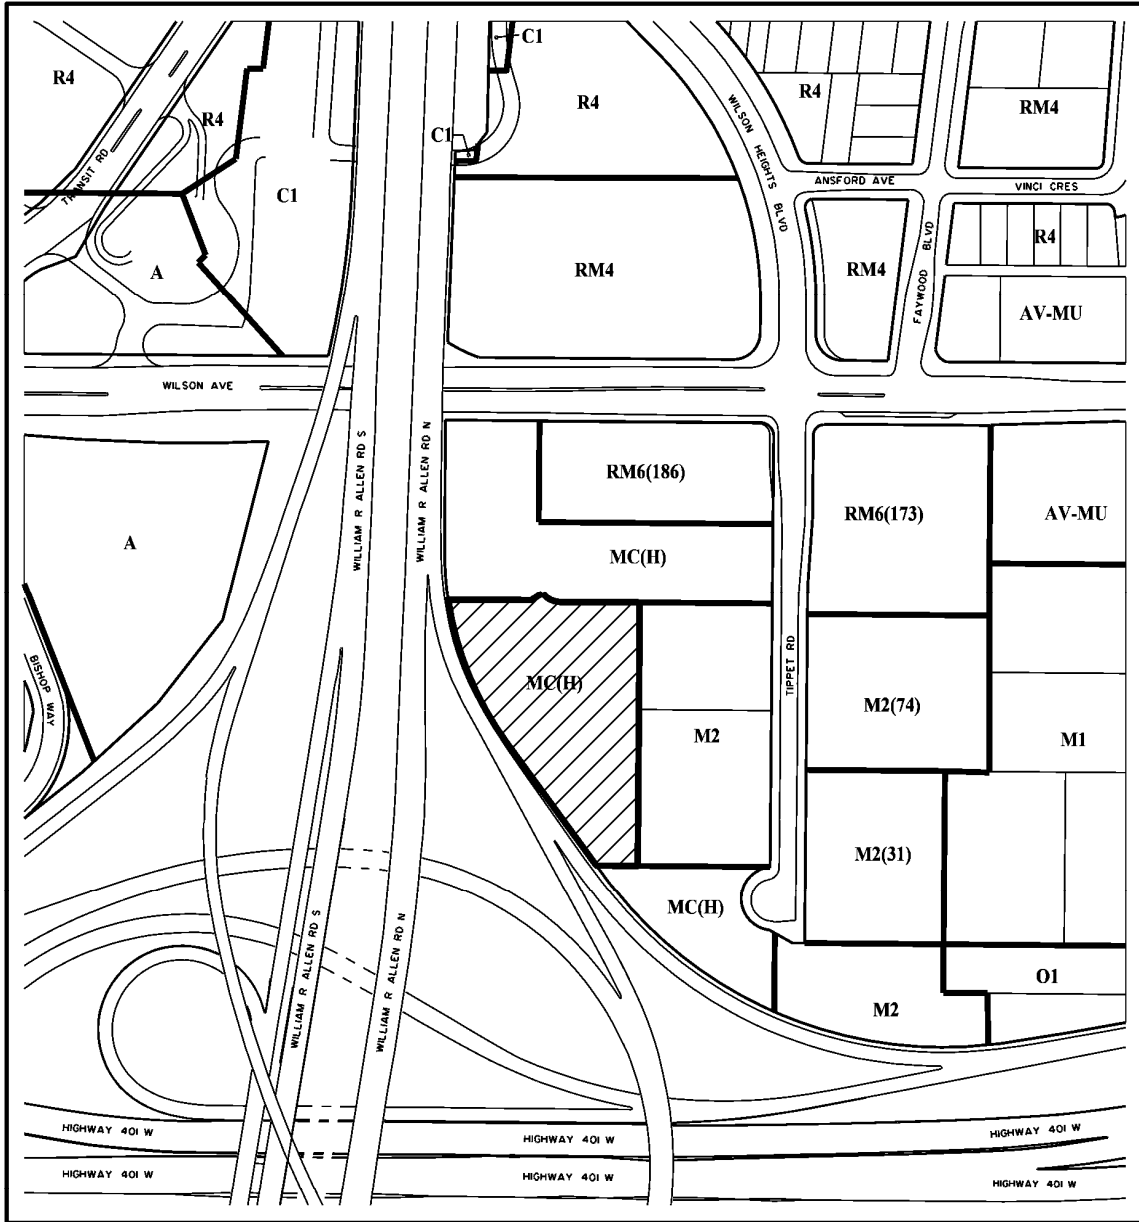 C1
R4
R4
C1
R4
R4
RM4
TRANSIT RD
C1
WILSON HEIGHTS BLVD
ANSFORD AVE
VINCI CRES
A
RM4
RM4
FAYWOOD BLVD
R4
AV-MU
WILSON AVE
WILLIAM R ALLEN RD S
WILLIAM R ALLEN RD N
RM6(186)
RM6(173)
AV-MU
A
MC(H)
BISHOP WAY
MC(H)
TIPPET RD
M2(74)
M2
M1
M2(31)
MC(H)
WILLIAM R ALLEN RD S
WILLIAM R ALLEN RD N
O1
M2
HIGHWAY 401 W
HIGHWAY 401 W
HIGHWAY 401 W
HIGHWAY 401 W
HIGHWAY 401 W
HIGHWAY 401 W